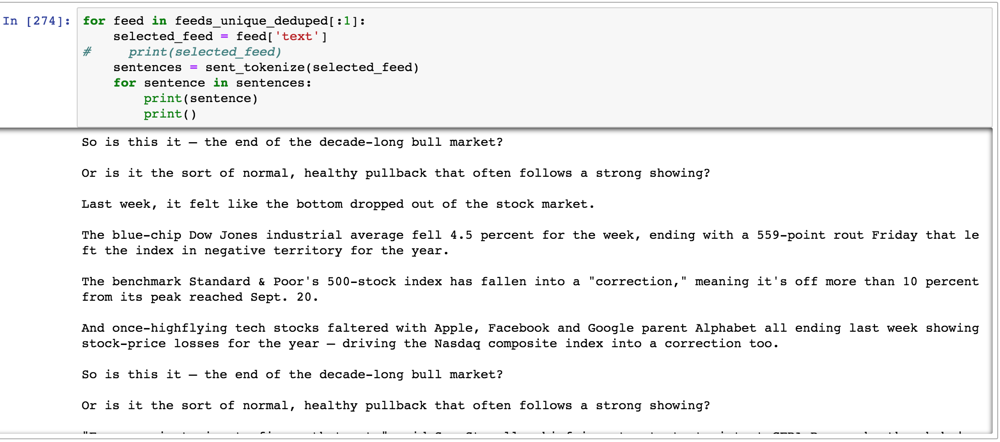 In [274]:
for feed in feeds_unique_deduped[:1]:
    selected_feed = feed['text']
#     print(selected_feed)
    sentences = sent_tokenize(selected_feed)
    for sentence in sentences:
        print(sentence)
        print()
So is this it — the end of the decade-long bull market?
Or is it the sort of normal, healthy pullback that often follows a strong showing?
Last week, it felt like the bottom dropped out of the stock market.
The blue-chip Dow Jones industrial average fell 4.5 percent for the week, ending with a 559-point rout Friday that le
ft the index in negative territory for the year.
The benchmark Standard & Poor's 500-stock index has fallen into a "correction," meaning it's off more than 10 percent
from its peak reached Sept. 20.
And once-highflying tech stocks faltered with Apple, Facebook and Google parent Alphabet all ending last week showing
stock-price losses for the year — driving the Nasdaq composite index into a correction too.
So is this it — the end of the decade-long bull market?
Or is it the sort of normal, healthy pullback that often follows a strong showing?